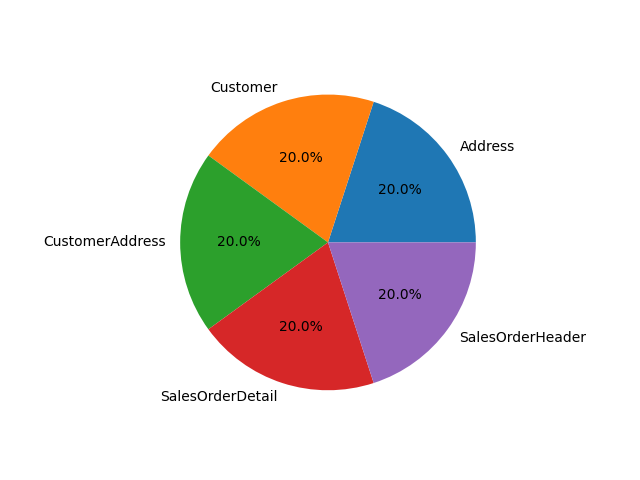 Customer
Address
20.0%
20.0%
CustomerAddress
20.0%
20.0%
20.0%
SalesOrderHeader
SalesOrderDetail